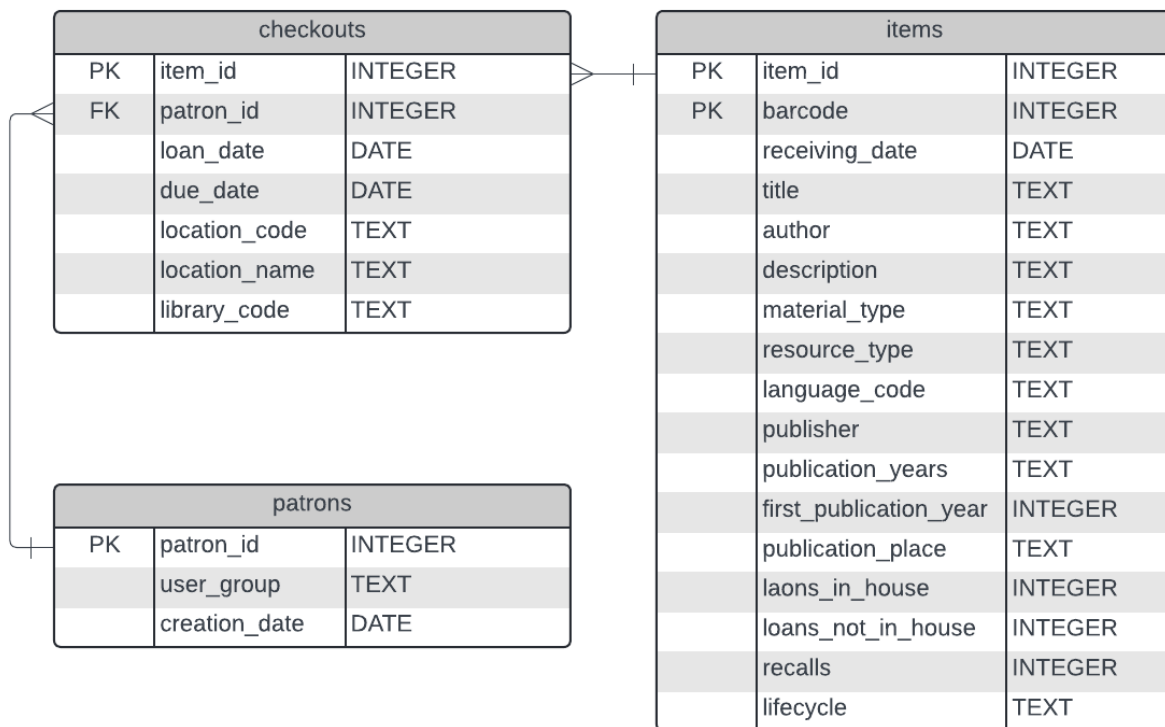 checkouts
PK item_id INTEGER
FK patron_id INTEGER
loan_date DATE
due_date DATE
location_code TEXT
location_name TEXT
library_code TEXT
patrons
PK patron_id INTEGER
user_group TEXT
creation_date DATE
items
PK item_id INTEGER
PK barcode INTEGER
receiving_date DATE
title TEXT
author TEXT
description TEXT
material_type TEXT
resource_type TEXT
language_code TEXT
publisher TEXT
publication_years TEXT
first_publication_year INTEGER
publication_place TEXT
laons_in_house INTEGER
loans_not_in_house INTEGER
recalls INTEGER
lifecycle TEXT